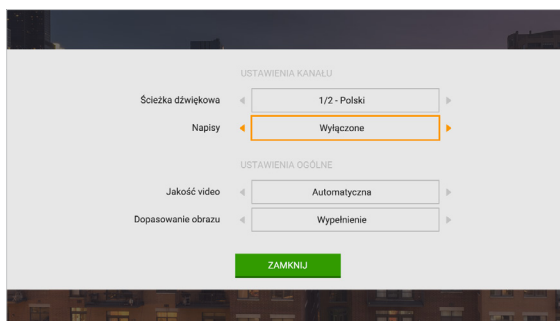 USTAWIENIA KANAŁU
Ścieżka dźwiękowa 1/2 - Polski
Napisy Wyłączone
USTAWIENIA OGÓLNE
Jakość video Automatyczna
Dopasowanie obrazu Wypełnienie
ZAMKNIJ